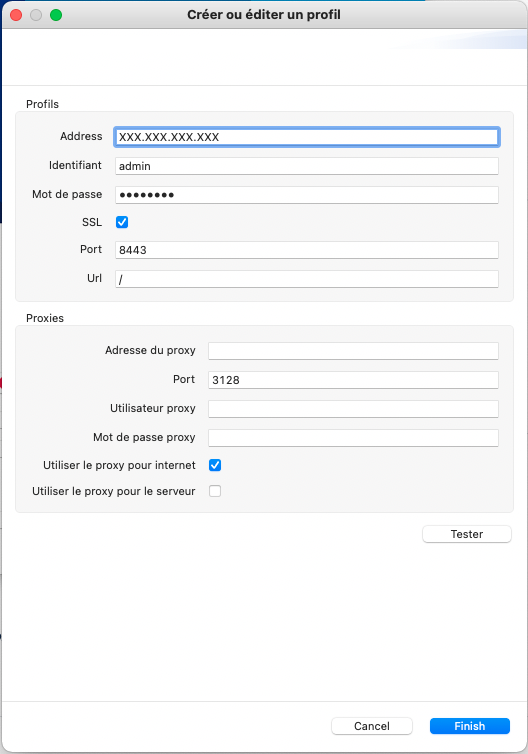 Créer ou éditer un profil
Profils
Address XXX.XXX.XXX.XXX
Identifiant admin
Mot de passe ●●●●●●●●
SSL
Port 8443
Url /
Proxies
Adresse du proxy
Port 3128
Utilisateur proxy
Mot de passe proxy
Utiliser le proxy pour internet
Utiliser le proxy pour le serveur
Tester
Cancel Finish